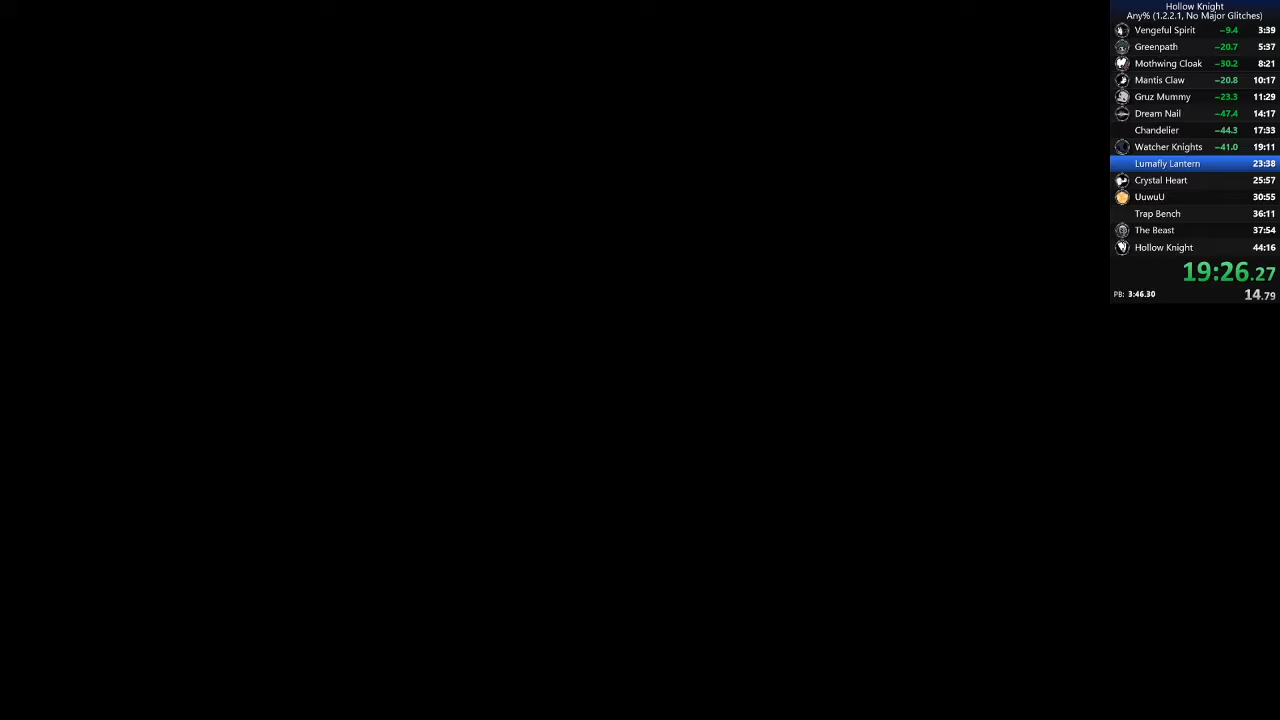 Hollow Knight
Any% (1.2.2.1, No Major Glitches)
Vengeful Spirit −9.4 3:39
Greenpath −20.7 5:37
Mothwing Cloak −30.2 8:21
Mantis Claw −20.8 10:17
Gruz Mummy −23.3 11:29
Dream Nail −47.4 14:17
Chandelier −44.3 17:33
Watcher Knights −41.0 19:11
Lumafly Lantern 23:38
Crystal Heart 25:57
UuwuU 30:55
Trap Bench 36:11
The Beast 37:54
Hollow Knight 44:16
19:26.27
PB: 3:46.30 14.79